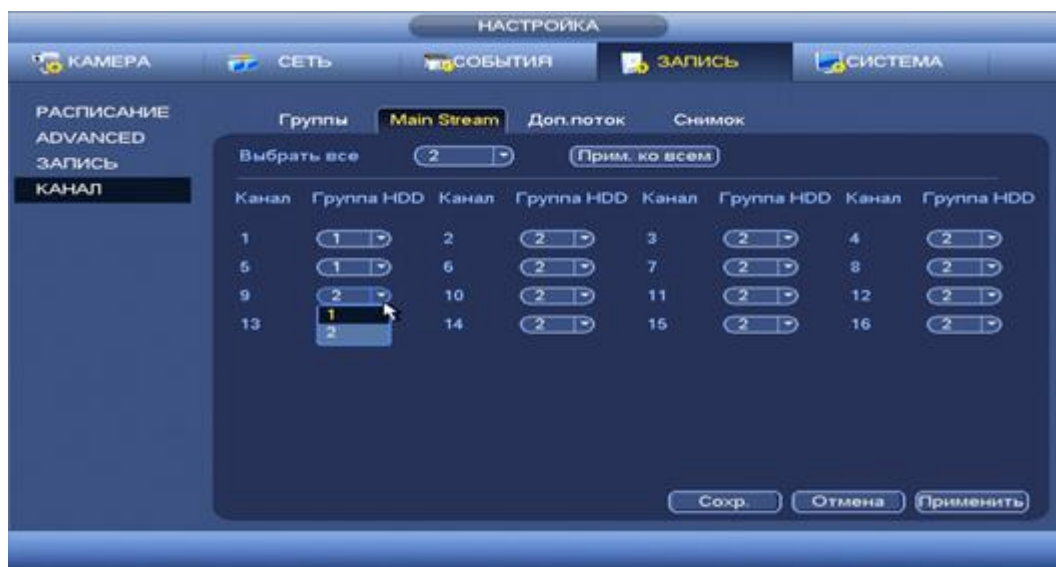 НАСТРОЙКА
КАМЕРА СЕТЬ СОБЫТИЯ ЗАПИСЬ СИСТЕМА
РАСПИСАНИЕ
ADVANCED
ЗАПИСЬ
КАНАЛ
Группы Main Stream Доп.поток Снимок
Выбрать все 2 Прим. ко всем
Канал Группа HDD Канал Группа HDD Канал Группа HDD Канал Группа HDD
1 1 2 2 3 2 4 2
5 1 6 2 7 2 8 2
9 2 10 2 11 2 12 2
13 1 14 2 15 2 16 2
2
Сохр. Отмена Применить